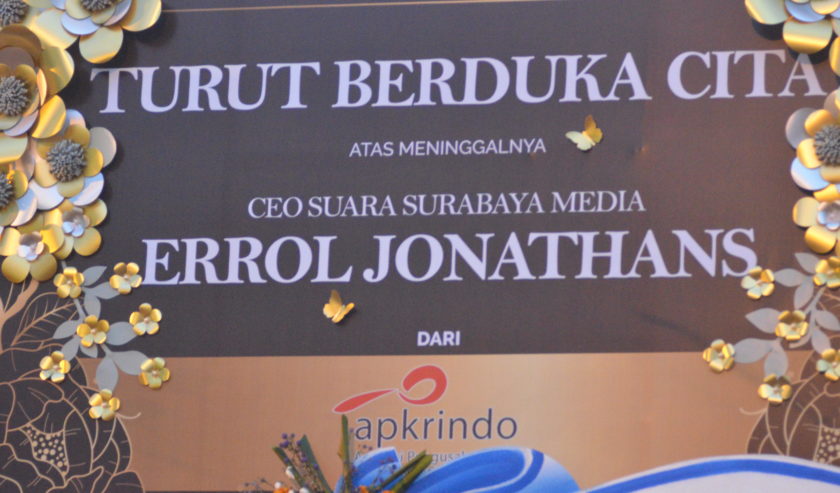 TURUT BERDUKA CITA
ATAS MENINGGALNYA
CEO SUARA SURABAYA MEDIA
ERROL JONATHANS
DARI
apkrindo